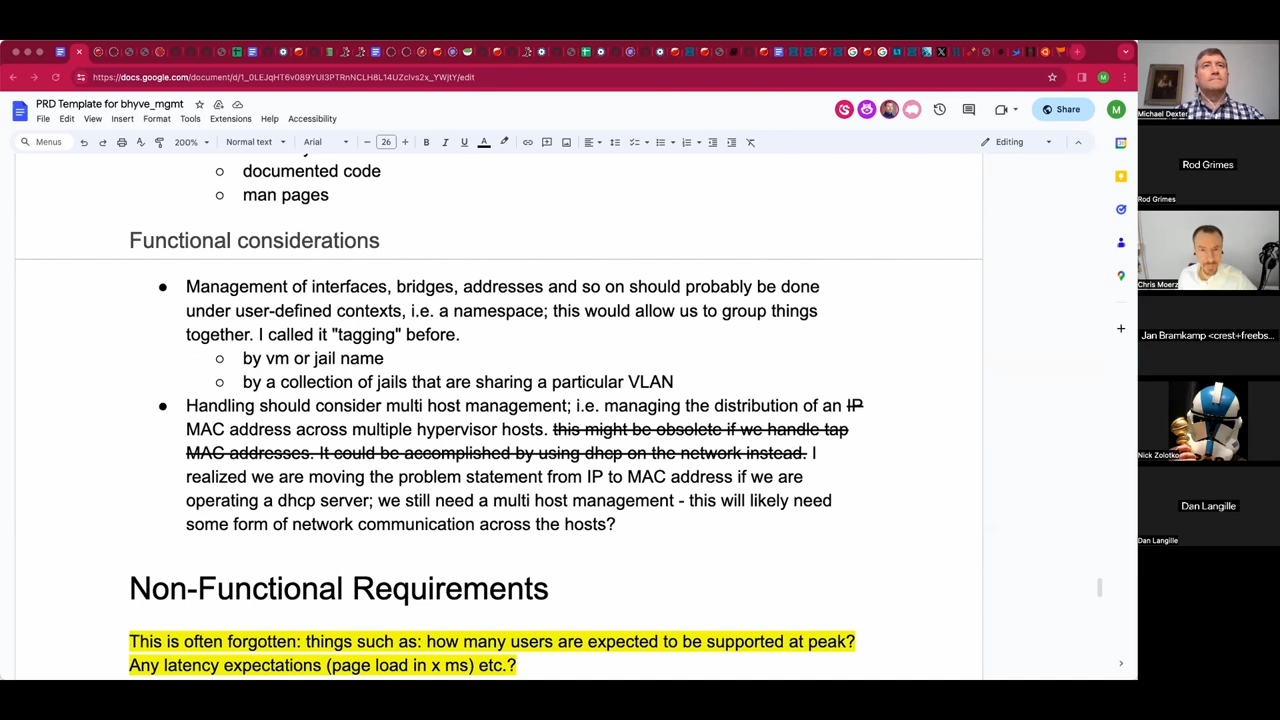 https://docs.google.com/document/d/1_0LEJqHT6v089YUI3PTRnNCLH8L14UZcIvs2x_YWjtY/edit
PRD Template for bhyve_mgmt
File Edit View Insert Format Tools Extensions Help Accessibility
Share
M
Menus
200%
Normal text
Arial
26
Editing
documented code
man pages
Functional considerations
Management of interfaces, bridges, addresses and so on should probably be done
under user-defined contexts, i.e. a namespace; this would allow us to group things
together. I called it "tagging" before.
by vm or jail name
by a collection of jails that are sharing a particular VLAN
Handling should consider multi host management; i.e. managing the distribution of an IP
MAC address across multiple hypervisor hosts. this might be obsolete if we handle tap
MAC addresses. It could be accomplished by using dhcp on the network instead. I
realized we are moving the problem statement from IP to MAC address if we are
operating a dhcp server; we still need a multi host management - this will likely need
some form of network communication across the hosts?
Non-Functional Requirements
This is often forgotten: things such as: how many users are expected to be supported at peak?
Any latency expectations (page load in x ms) etc.?
Michael Dexter
Rod Grimes
Rod Grimes
Chris Moerz
Jan Bramkamp <crest+freebs...
Nick Zolotko
Dan Langille
Dan Langille